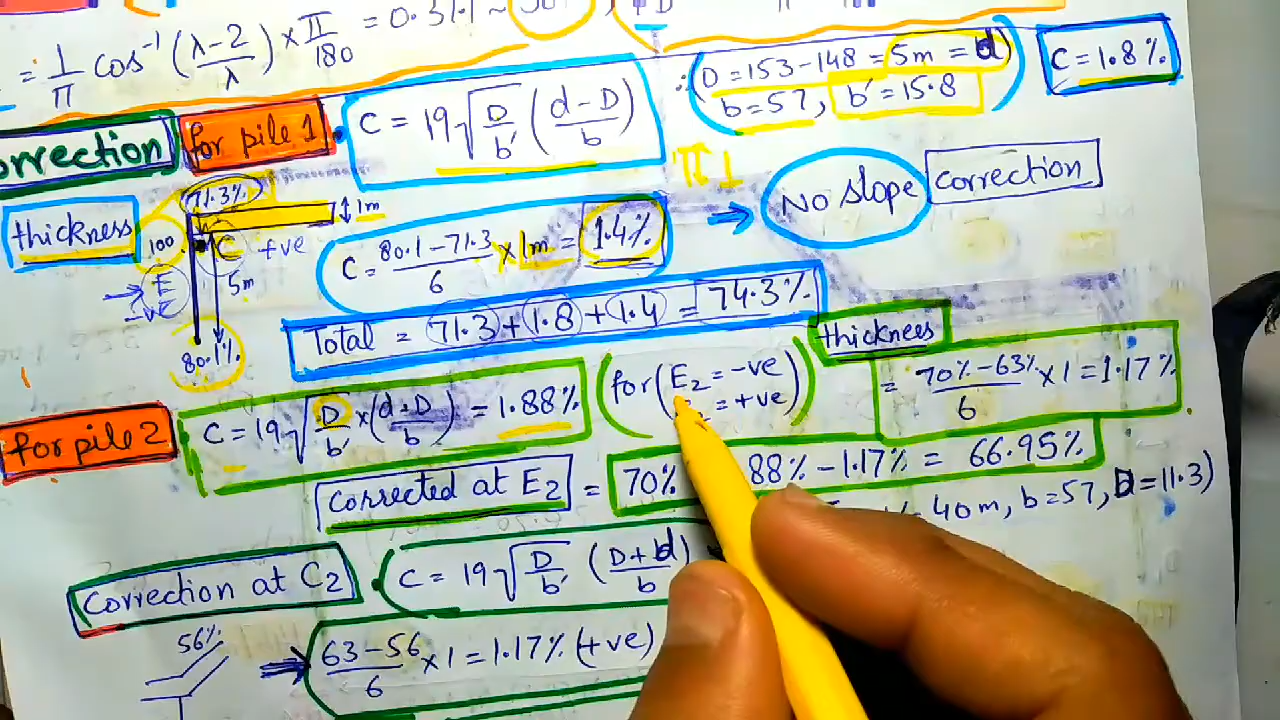 = 1/π cos⁻¹ (λ-2/λ) × π/180 = 0.31.1 ~
C = 19√(D/b') (d-D/b)
∴ (D = 153-148 = 5m = d)
b = 57, b' = 15.8
C = 1.8%
orrection for pile 1.
thickness
71.3%
1m
100
C +ve
E
-ve
5m
80.1%
C = 80.1-71.3/6 × 1m = 1.4%
No slope correction
Total = 71.3+1.8+1.4 = 74.3%
for pile 2
C = 19√(D/b') × (d+D/b) = 1.88%
for (E₂ = -ve
₂ = +ve)
thickness
= 70%-63%/6 × 1 = 1.17%
corrected at E₂ = 70% 88% - 1.17% = 66.95%
40m, b=57, D=11.3)
Correction at C₂ . C = 19√(D/b') (D+d/b)
56%
63-56/6 × 1 = 1.17% (+ve)